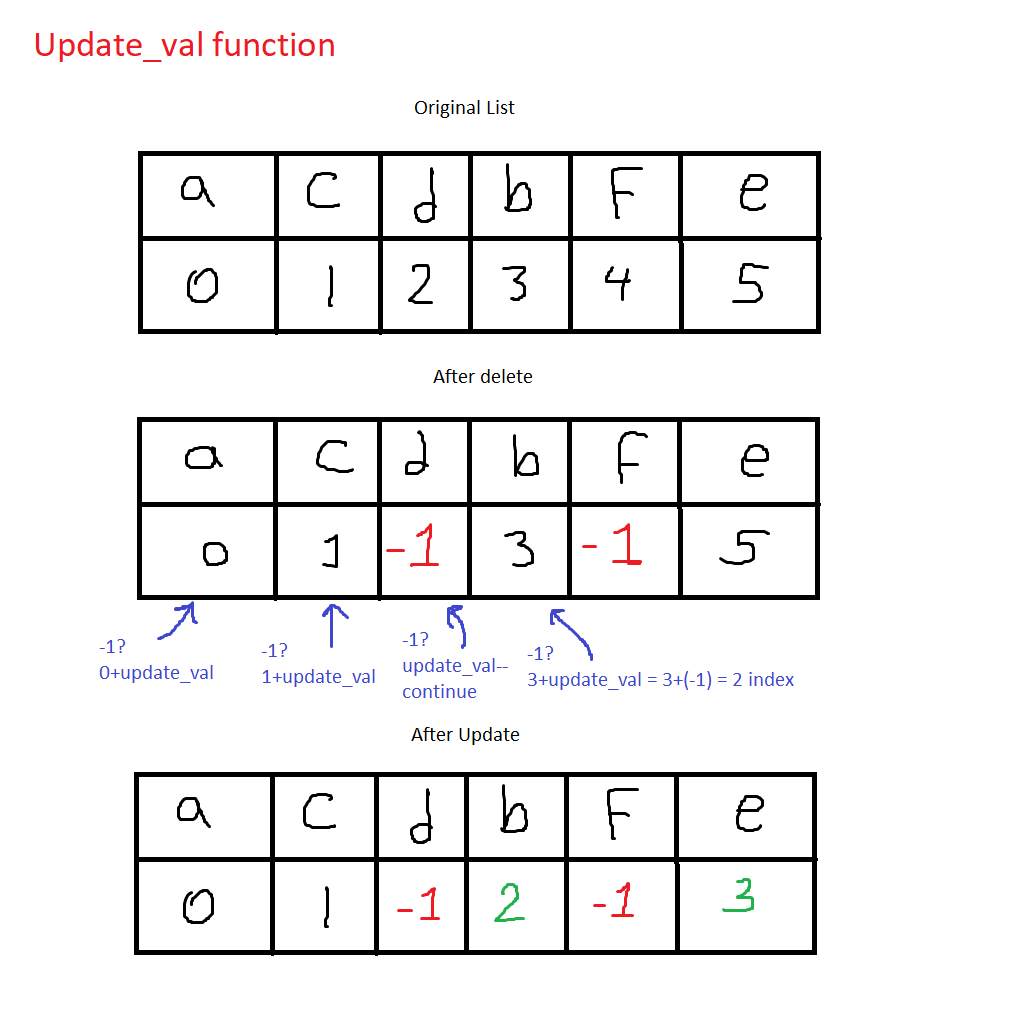 Update_val function
Original List
a c d b F e
0 1 2 3 4 5
After delete
a c d b f e
0 1 -1 3 -1 5
-1?
0+update_val
-1?
1+update_val
-1?
update_val--
continue
-1?
3+update_val = 3+(-1) = 2 index
After Update
a c d b F e
0 1 -1 2 -1 3